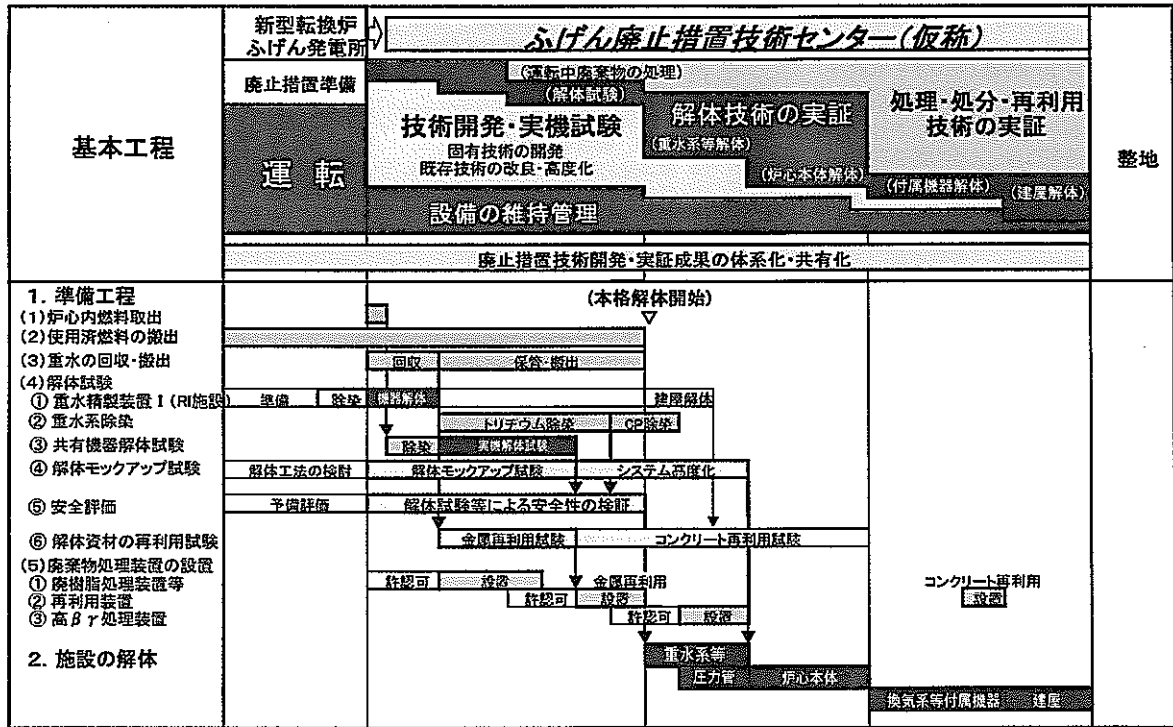 新型転換炉
ふげん発電所
ふげん廃止措置技術センター(仮称)
基本工程
廃止措置準備
(運転中廃棄物の処理)
(解体試験)
技術開発・実機試験
固有技術の開発
既存技術の改良・高度化
解体技術の実証
(重水系等解体)
(炉心本体解体)
処理・処分・再利用
技術の実証
(付属機器解体)
(建屋解体)
運転
設備の維持管理
整地
廃止措置技術開発・実証成果の体系化・共有化
1. 準備工程
(本格解体開始)
(1)炉心内燃料取出
(2)使用済燃料の搬出
(3)重水の回収・搬出
回収
保管・搬出
(4)解体試験
① 重水精製装置Ⅰ(RI施設)
準備
除染
機器解体
建屋解体
② 重水系除染
トリチウム除染
CP除染
③ 共有機器解体試験
除染
実機解体試験
④ 解体モックアップ試験
解体工法の検討
解体モックアップ試験
システム高度化
⑤ 安全評価
予備評価
解体試験等による安全性の検証
⑥ 解体資材の再利用試験
金属再利用試験
コンクリート再利用試験
(5)廃棄物処理装置の設置
① 廃樹脂処理装置等
許認可
設置
金属再利用
コンクリート再利用
② 再利用装置
許認可
設置
設置
③ 高βγ処理装置
許認可
設置
2. 施設の解体
重水系等
圧力管
炉心本体
換気系等付属機器
建屋